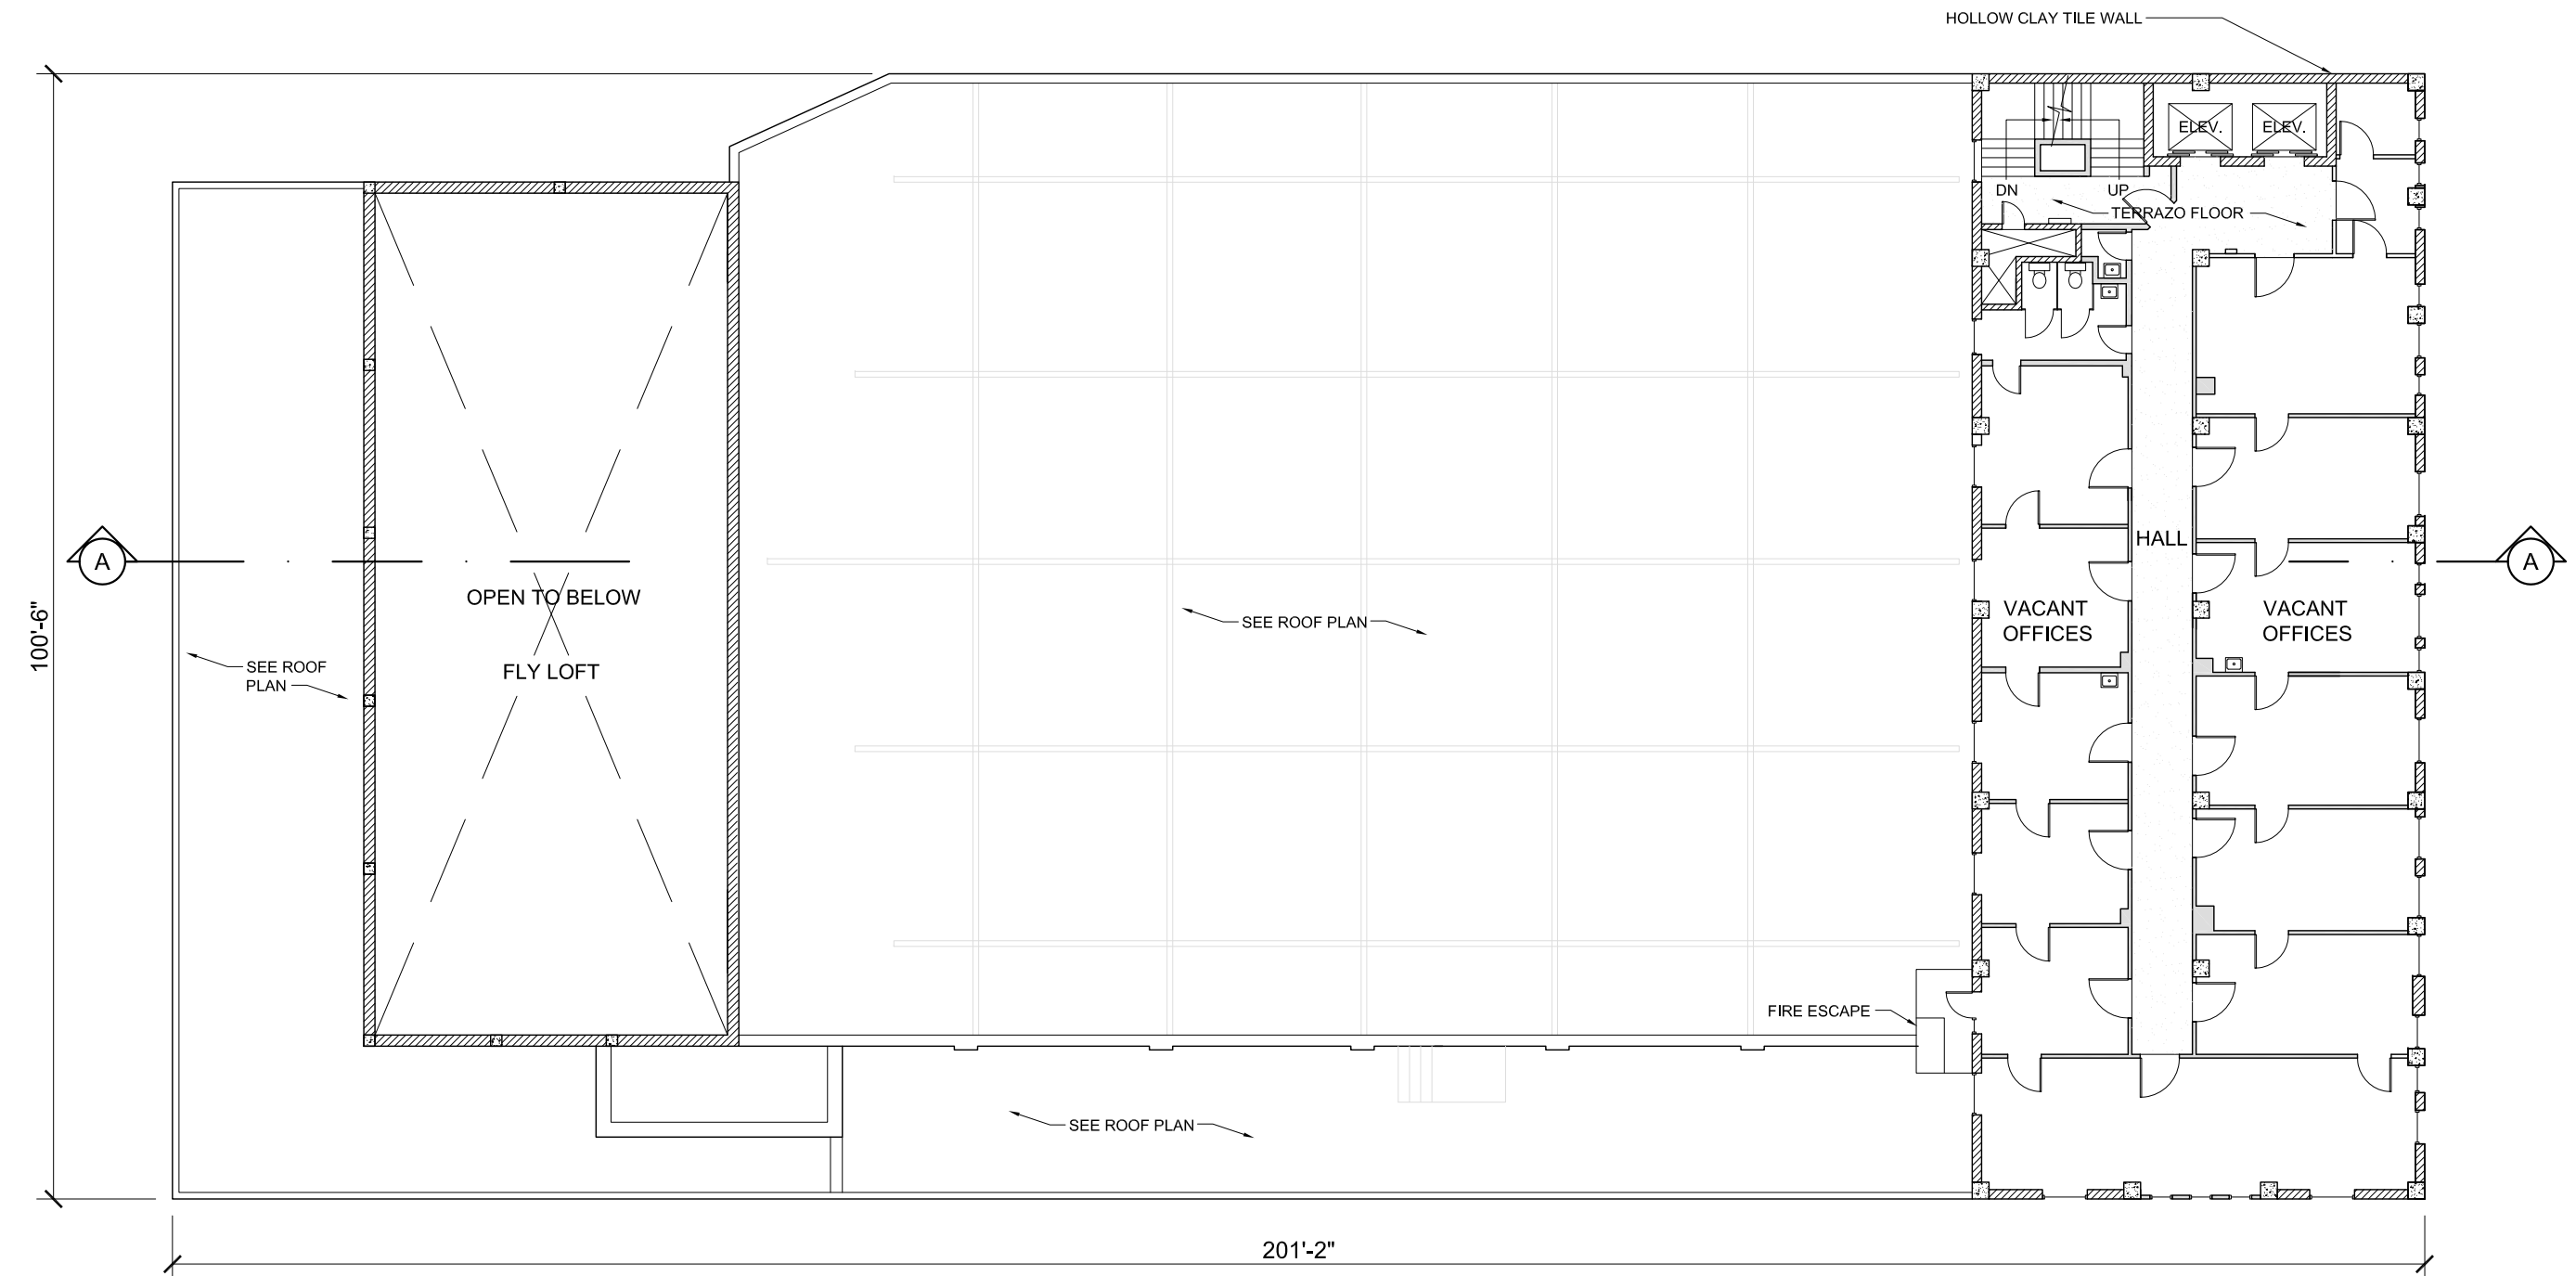 HOLLOW CLAY TILE WALL
ELEV.
ELEV.
DN
UP
TERRAZO FLOOR
A
HALL
A
OPEN TO BELOW
FLY LOFT
100'-6"
SEE ROOF
PLAN
SEE ROOF PLAN
VACANT
OFFICES
VACANT
OFFICES
FIRE ESCAPE
SEE ROOF PLAN
201'-2"